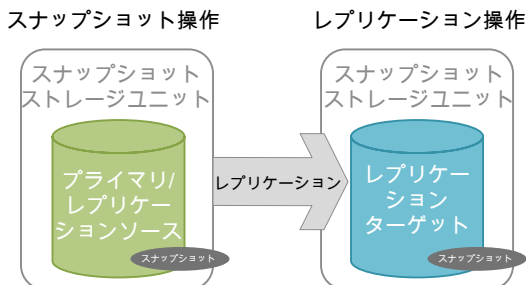 スナップショット操作
スナップショット
ストレージユニット
プライマリ/
レプリケー
ションソース
スナップショット
レプリケーション
レプリケーション操作
スナップショット
ストレージユニット
レプリケー
ション
ターゲット
スナップショット